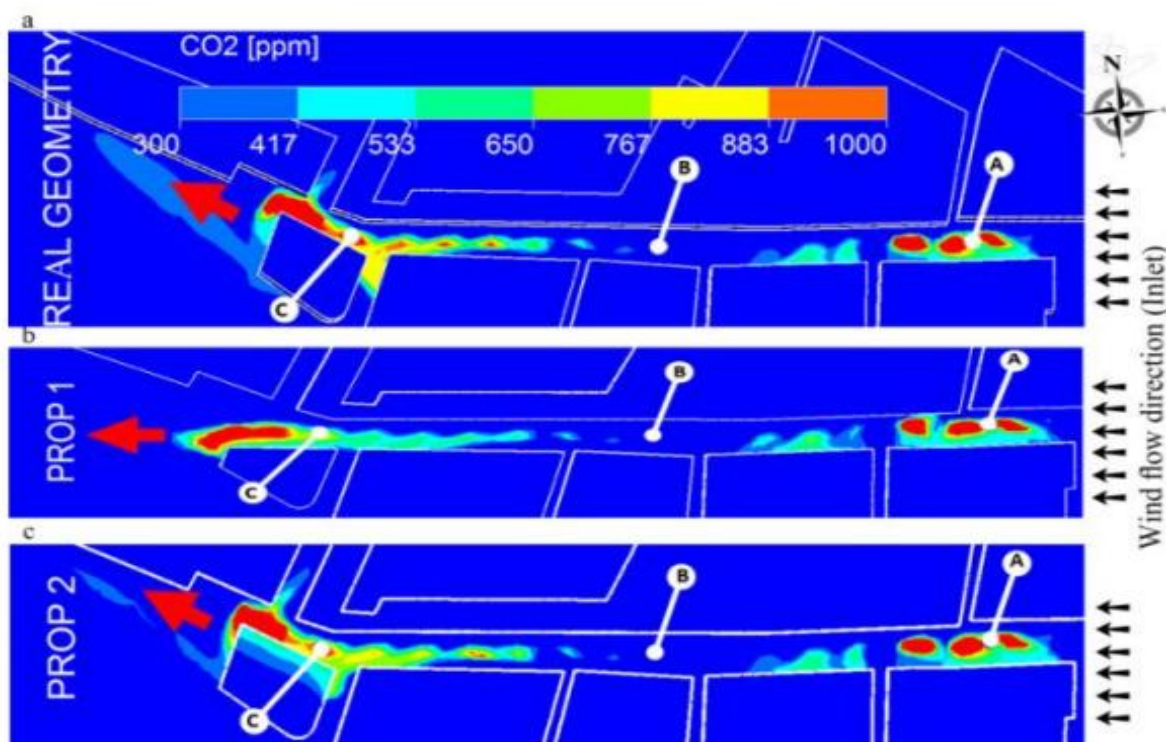 a
REAL GEOMETRY
CO2 [ppm]
300 417 533 650 767 883 1000
N
B
A
C
Wind flow direction (Inlet)
b
PROP 1
B
A
C
c
PROP 2
B
A
C